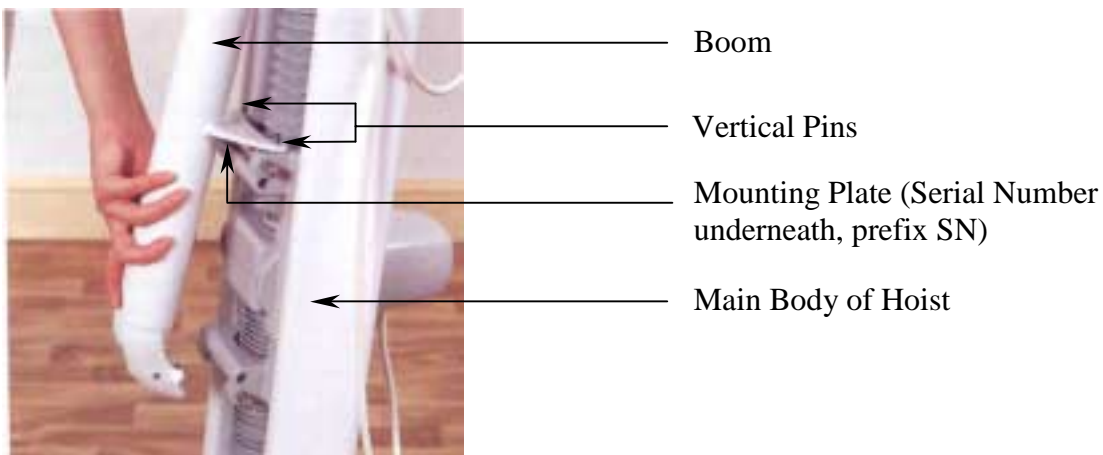 Boom
Vertical Pins
Mounting Plate (Serial Number
underneath, prefix SN)
Main Body of Hoist